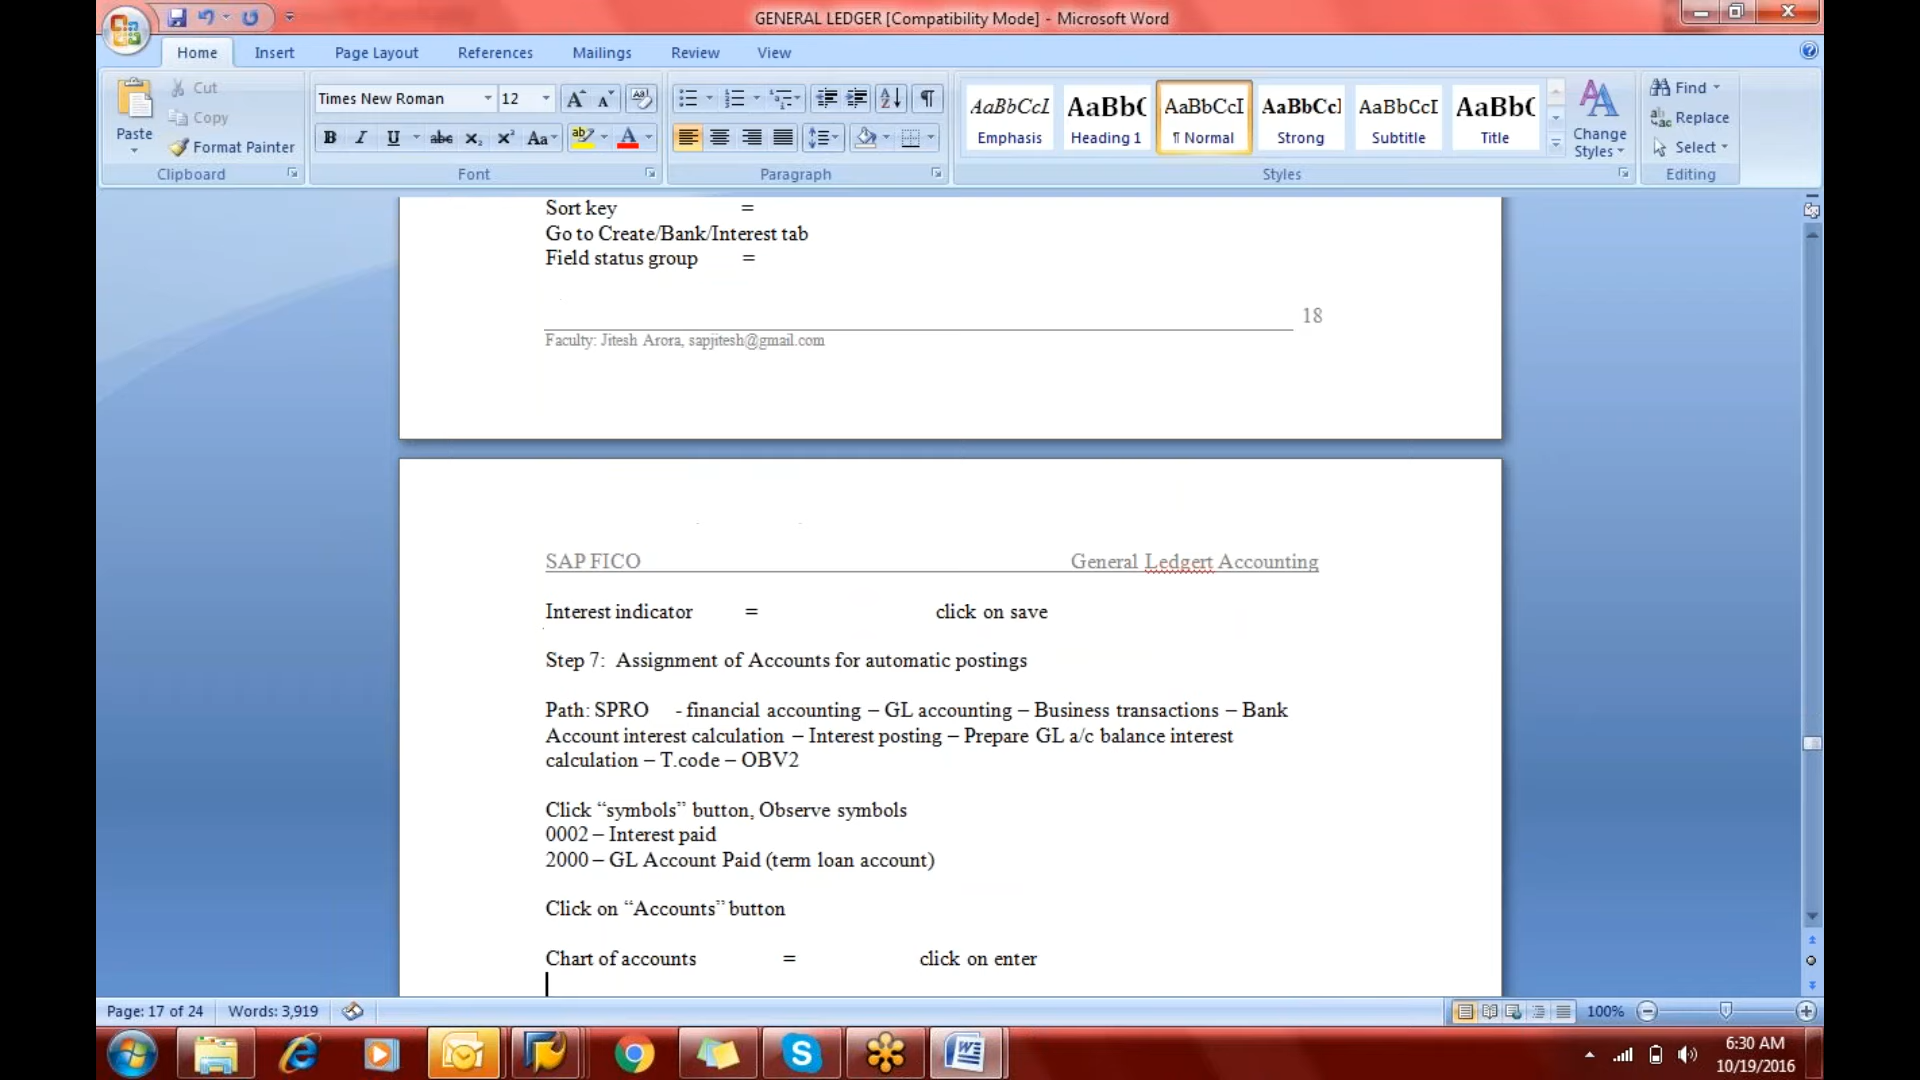 GENERAL LEDGER [Compatibility Mode] - Microsoft Word
Home Insert Page Layout References Mailings Review View
Paste
Cut
Copy
Format Painter
Clipboard
Times New Roman 12
Font
Paragraph
AaBbCcI AaBbC AaBbCcI AaBbCcI AaBbCcI AaBbC
Emphasis Heading 1 ¶ Normal Strong Subtitle Title
Change Styles
Styles
Find
Replace
Select
Editing
Sort key =
Go to Create/Bank/Interest tab
Field status group =
18
Faculty: Jitesh Arora, sapjitesh@gmail.com
SAP FICO General Ledgert Accounting
Interest indicator = click on save
Step 7: Assignment of Accounts for automatic postings
Path: SPRO - financial accounting – GL accounting – Business transactions – Bank
Account interest calculation – Interest posting – Prepare GL a/c balance interest
calculation – T.code – OBV2
Click “symbols” button, Observe symbols
0002 – Interest paid
2000 – GL Account Paid (term loan account)
Click on “Accounts” button
Chart of accounts = click on enter
Page: 17 of 24 Words: 3,919 100%
6:30 AM
10/19/2016